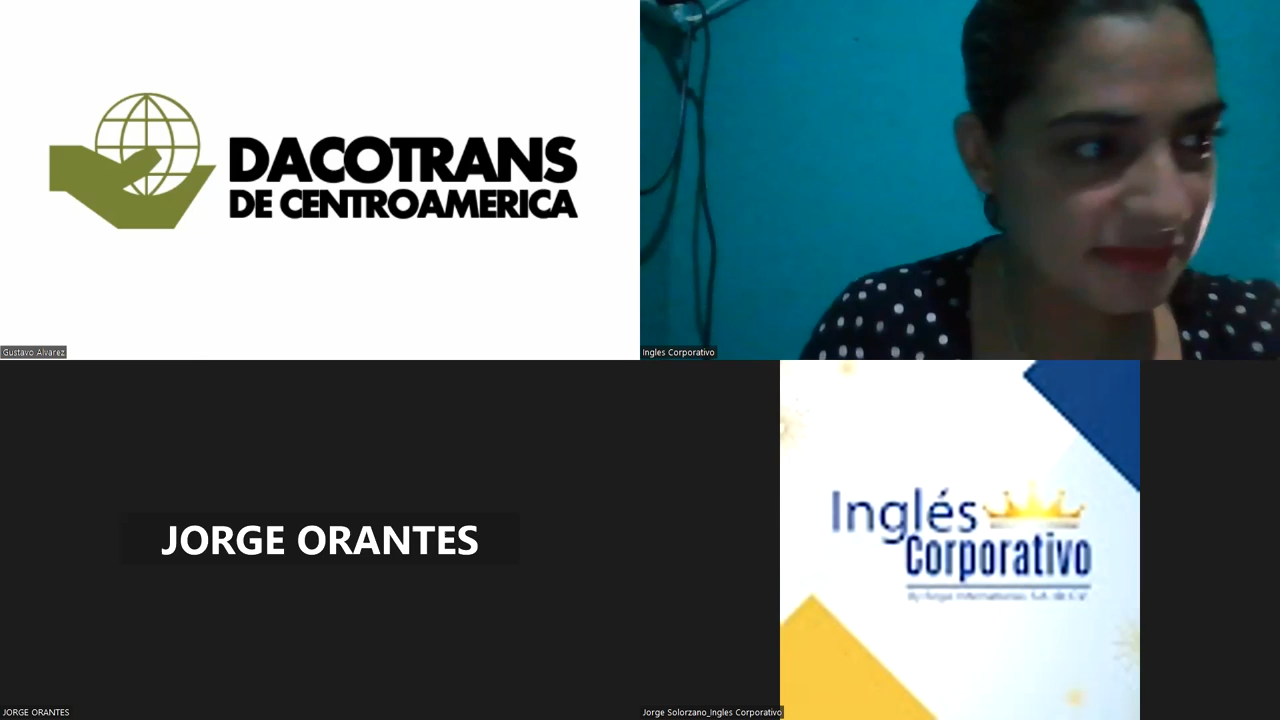 DACOTRANS
DE CENTROAMERICA
Gustavo Alvarez
Ingles Corporativo
JORGE ORANTES
JORGE ORANTES
Inglés
Corporativo
Jorge Solorzano_Ingles Corporativo